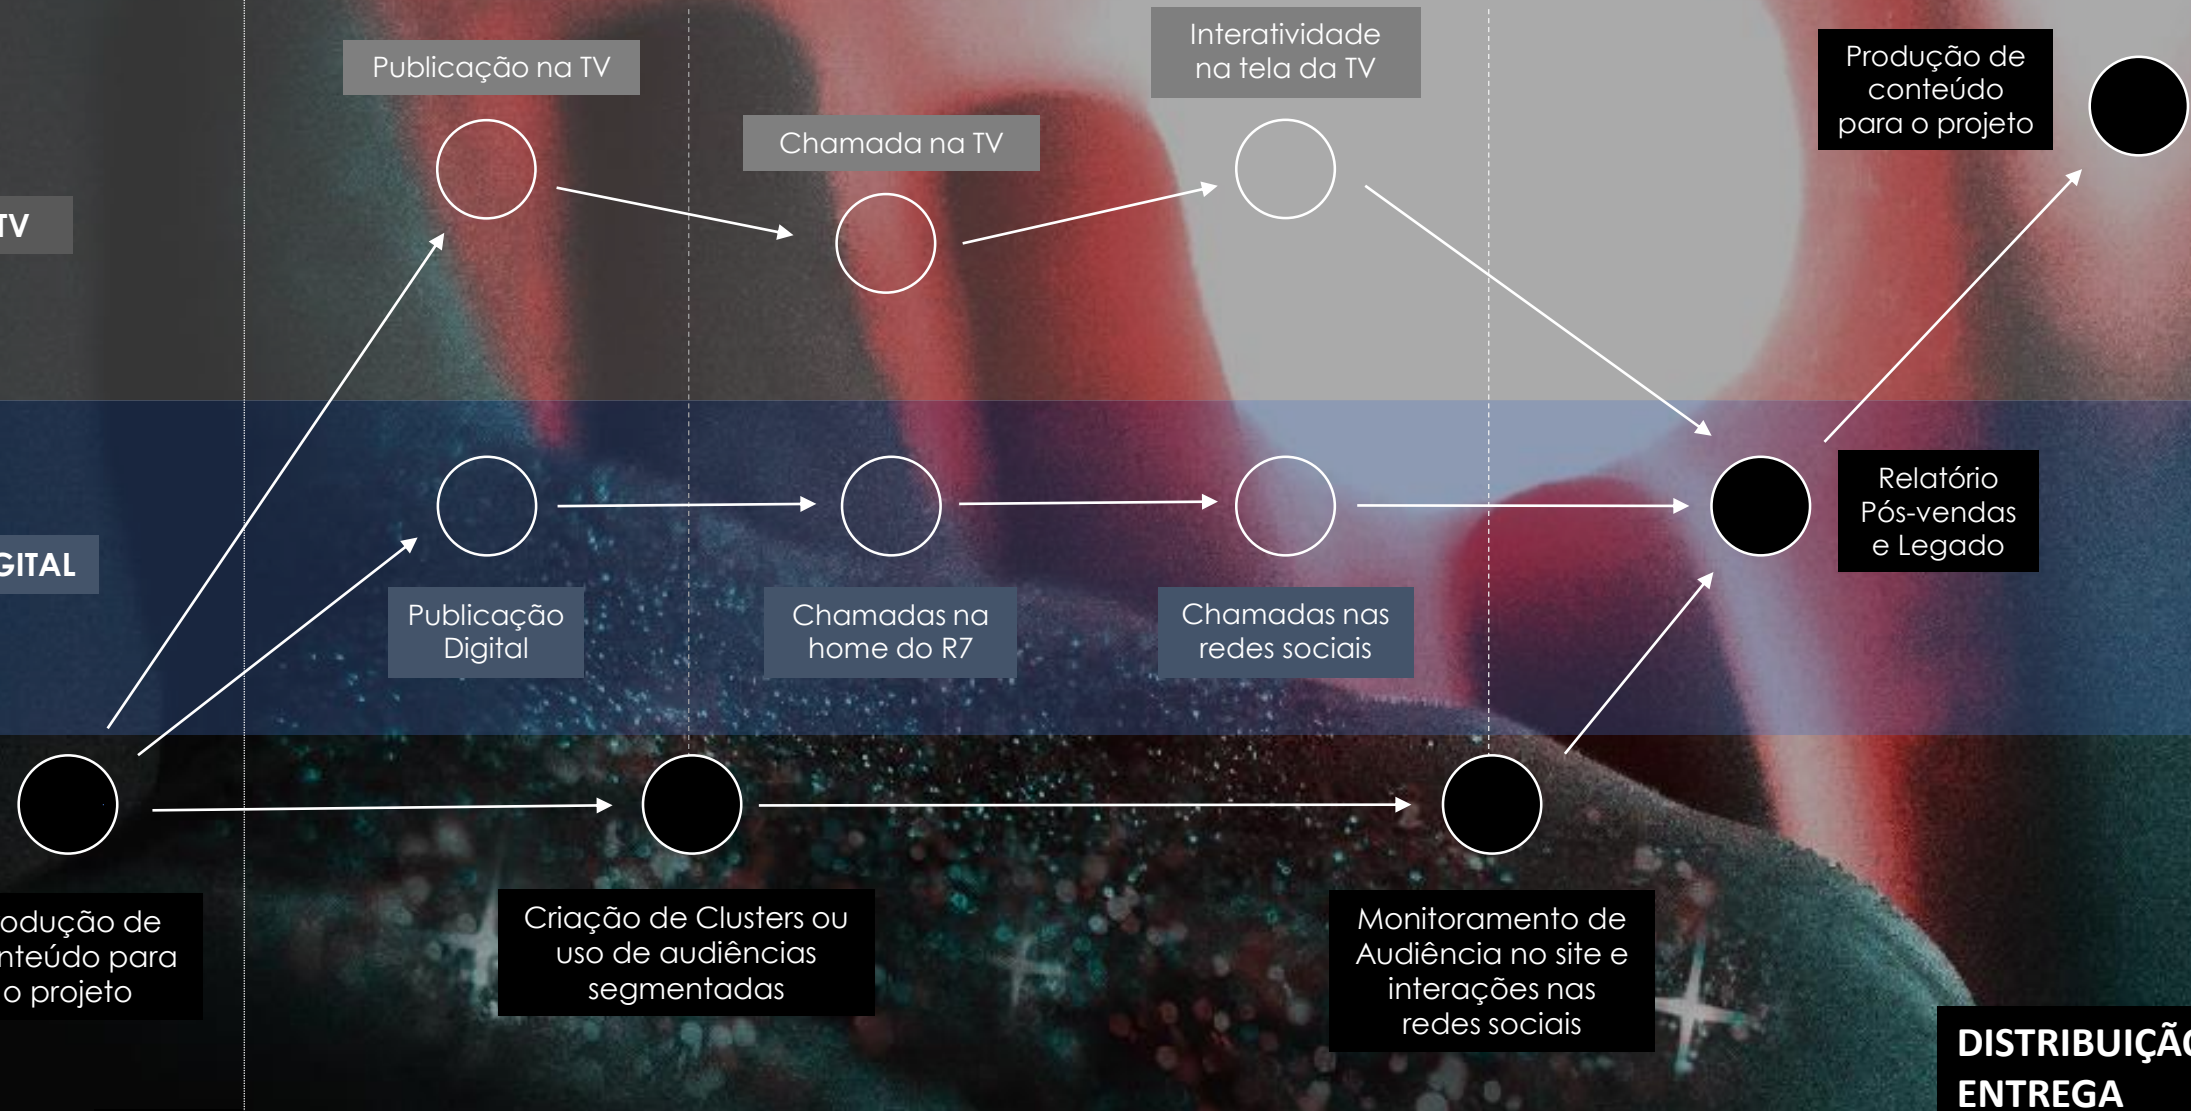 Publicação na TV
Chamada na TV
Interatividade
na tela da TV
Produção de
conteúdo
para o projeto
TV
Relatório
Pós-vendas
e Legado
GITAL
Publicação
Digital
Chamadas na
home do R7
Chamadas nas
redes sociais
odução de
nteúdo para
o projeto
Criação de Clusters ou
uso de audiências
segmentadas
Monitoramento de
Audiência no site e
interações nas
redes sociais
DISTRIBUIÇÃO
ENTREGA